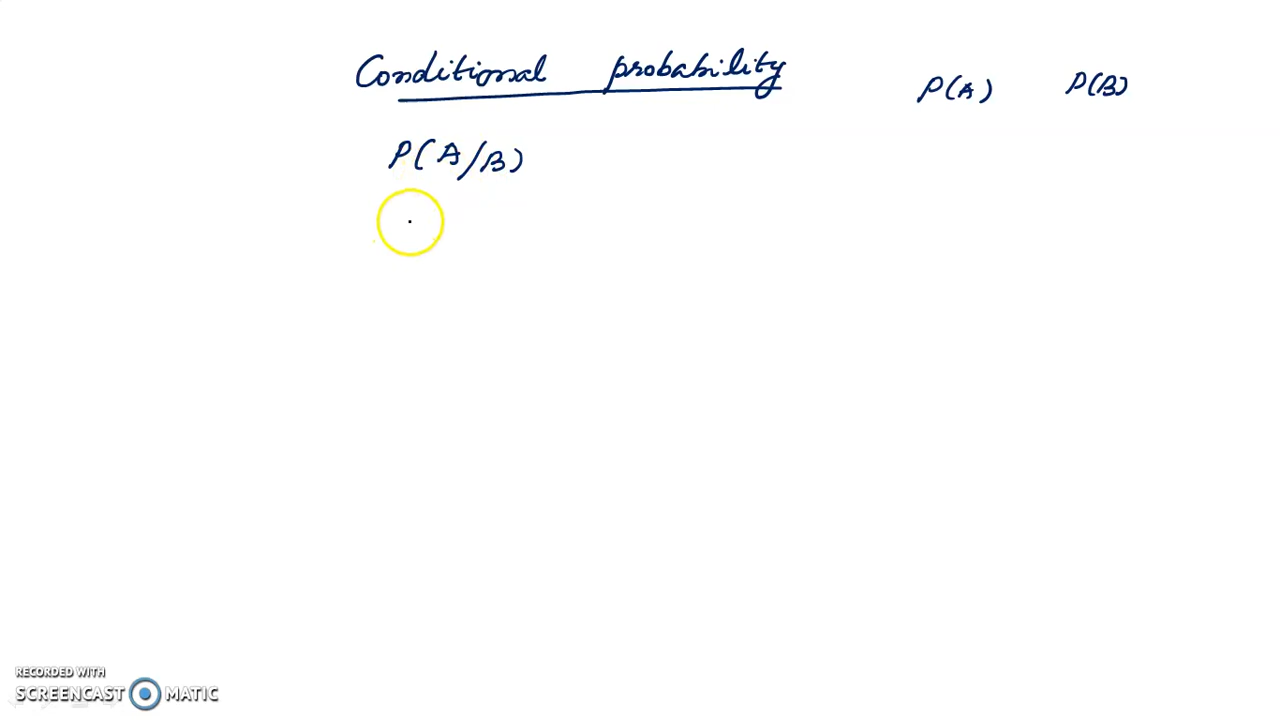 Conditional probability
P(A) P(B)
P(A/B)
RECORDED WITH
SCREENCAST MATIC